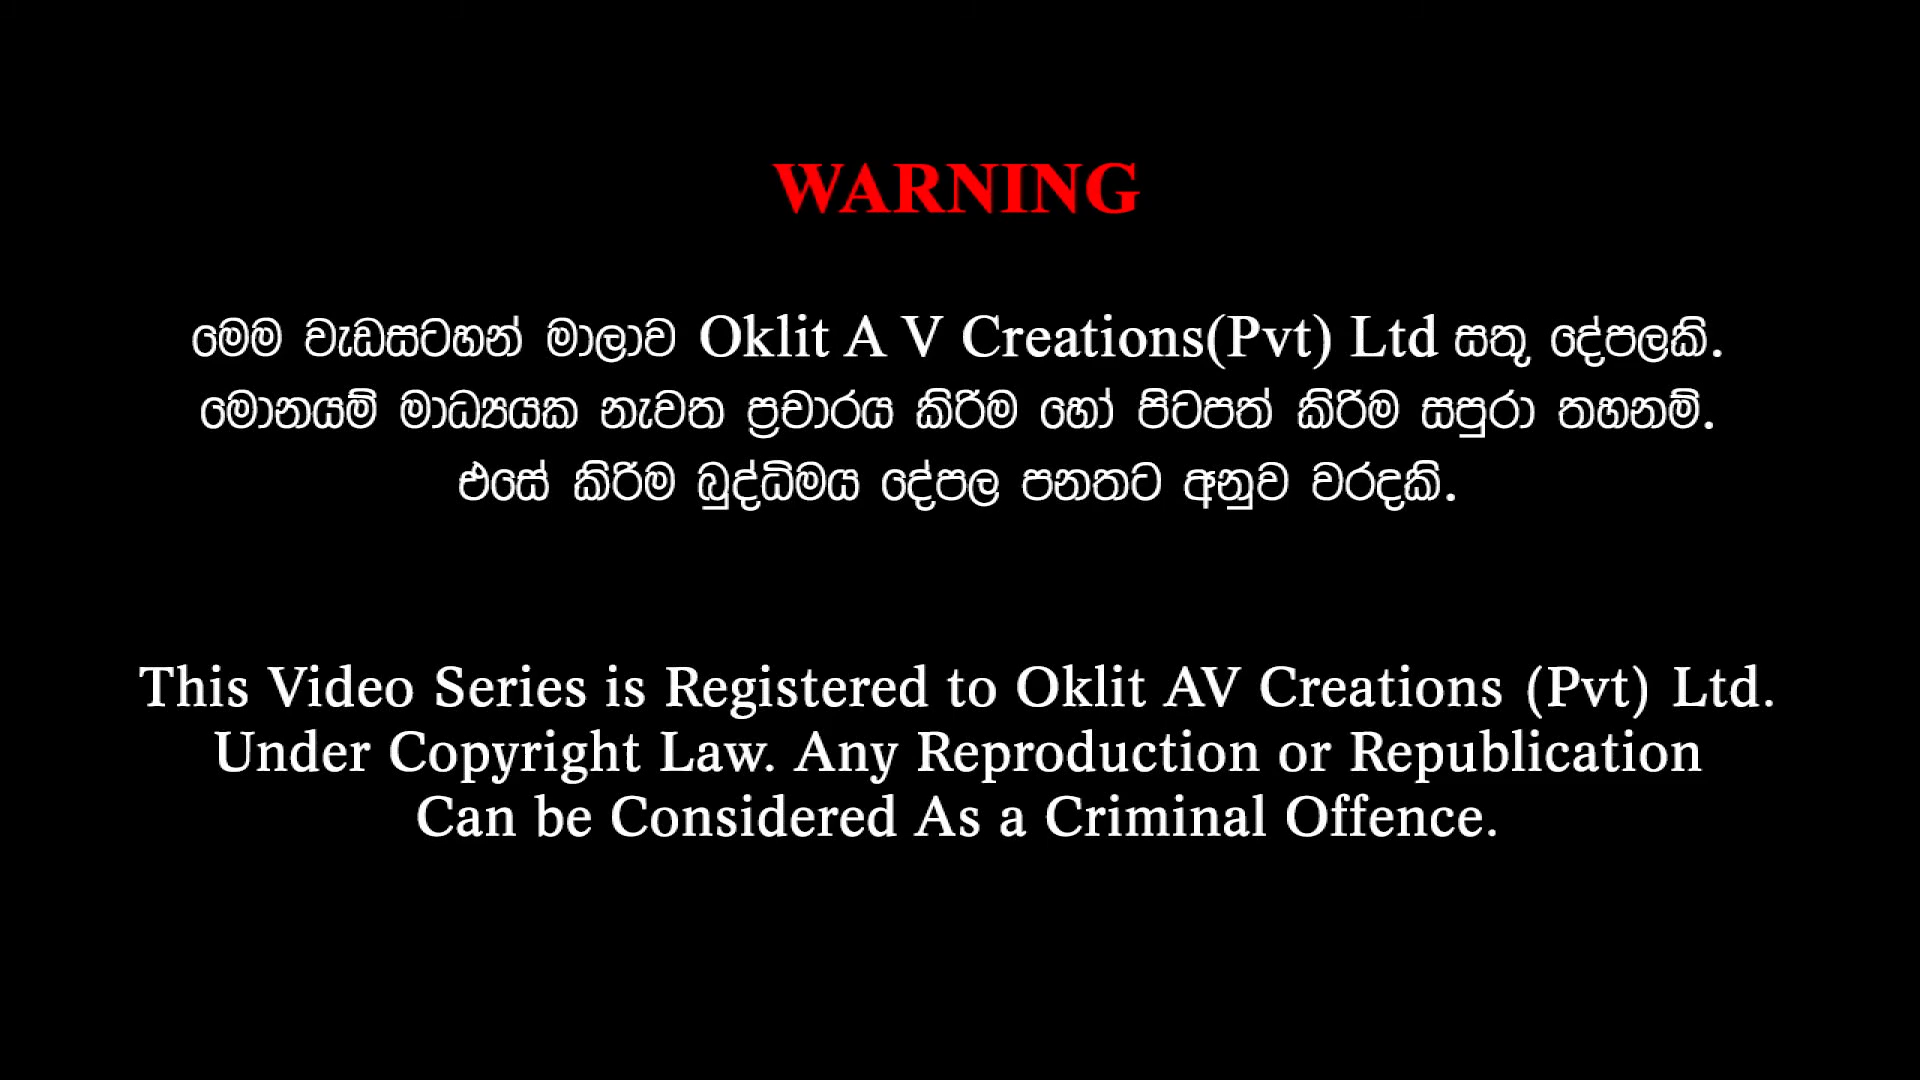 WARNING
මෙම වැඩසටහන් මාලාව Oklit A V Creations(Pvt) Ltd සතු දේපලකි.
මොනයම් මාධ්‍යයක නැවත ප්‍රචාරය කිරිම හෝ පිටපත් කිරිම සපුරා තහනම්.
එසේ කිරිම බුද්ධිමය දේපල පනතට අනුව වරදකි.
This Video Series is Registered to Oklit AV Creations (Pvt) Ltd.
Under Copyright Law. Any Reproduction or Republication
Can be Considered As a Criminal Offence.